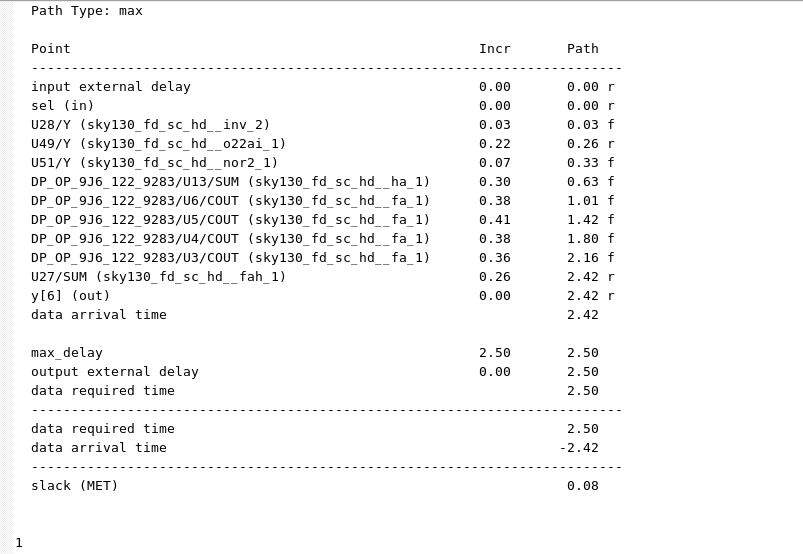 Path Type: max
Point Incr Path
---------------------------------------------------------------------------
input external delay 0.00 0.00 r
sel (in) 0.00 0.00 r
U28/Y (sky130_fd_sc_hd__inv_2) 0.03 0.03 f
U49/Y (sky130_fd_sc_hd__o22ai_1) 0.22 0.26 r
U51/Y (sky130_fd_sc_hd__nor2_1) 0.07 0.33 f
DP_OP_9J6_122_9283/U13/SUM (sky130_fd_sc_hd__ha_1) 0.30 0.63 f
DP_OP_9J6_122_9283/U6/COUT (sky130_fd_sc_hd__fa_1) 0.38 1.01 f
DP_OP_9J6_122_9283/U5/COUT (sky130_fd_sc_hd__fa_1) 0.41 1.42 f
DP_OP_9J6_122_9283/U4/COUT (sky130_fd_sc_hd__fa_1) 0.38 1.80 f
DP_OP_9J6_122_9283/U3/COUT (sky130_fd_sc_hd__fa_1) 0.36 2.16 f
U27/SUM (sky130_fd_sc_hd__fah_1) 0.26 2.42 r
y[6] (out) 0.00 2.42 r
data arrival time 2.42
max_delay 2.50 2.50
output external delay 0.00 2.50
data required time 2.50
---------------------------------------------------------------------------
data required time 2.50
data arrival time -2.42
---------------------------------------------------------------------------
slack (MET) 0.08
1